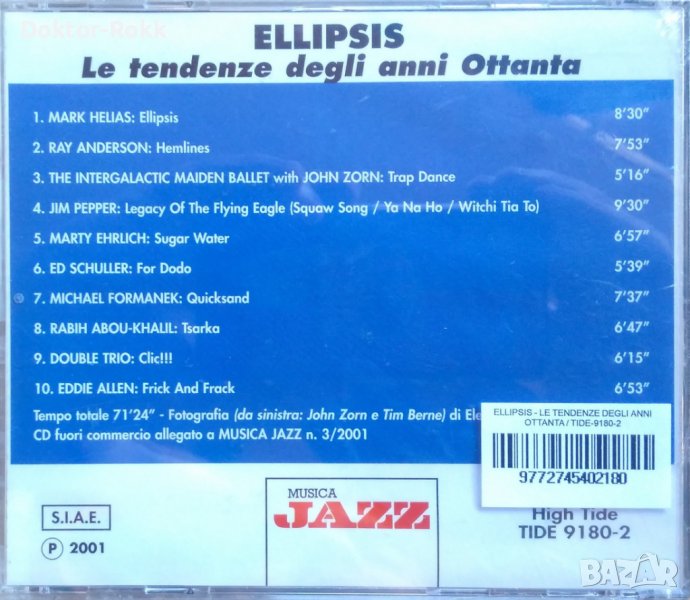 Doktor-Rokk
ELLIPSIS
Le tendenze degli anni Ottanta
1. MARK HELIAS: Ellipsis 8'30"
2. RAY ANDERSON: Hemlines 7'53"
3. THE INTERGALACTIC MAIDEN BALLET with JOHN ZORN: Trap Dance 5'16"
4. JIM PEPPER: Legacy Of The Flying Eagle (Squaw Song / Ya Na Ho / Witchi Tia To) 9'30"
5. MARTY EHRLICH: Sugar Water 6'57"
6. ED SCHULLER: For Dodo 5'39"
7. MICHAEL FORMANEK: Quicksand 7'37"
8. RABIH ABOU-KHALIL: Tsarka 6'47"
9. DOUBLE TRIO: Clic!!! 6'15"
10. EDDIE ALLEN: Frick And Frack 6'53"
Tempo totale 71'24" - Fotografia (da sinistra: John Zorn e Tim Berne) di
CD fuori commercio allegato a MUSICA JAZZ n. 3/2001
ELLIPSIS - LE TENDENZE DEGLI ANNI
OTTANTA / TIDE-9180-2
9772745402180
S.I.A.E.
P 2001
MUSICA
JAZZ
High Tide
TIDE 9180-2
BAZAR